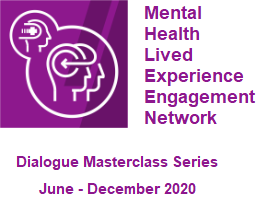 Mental
Health
Lived
Experience
Engagement
Network
Dialogue Masterclass Series
June - December 2020